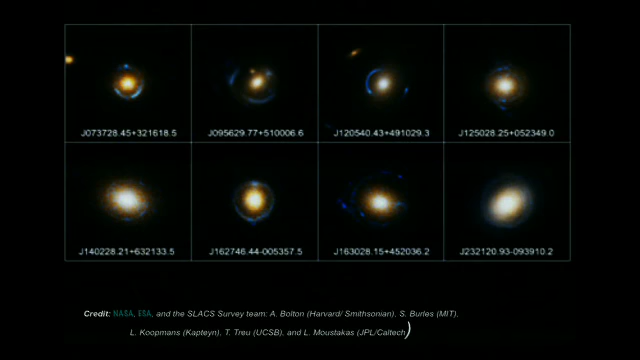 J073728.45+321618.5
J095629.77+510006.6
J120540.43+491029.3
J125028.25+052349.0
J140228.21+632133.5
J162746.44-005357.5
J163028.15+452036.2
J232120.93-093910.2
Credit: NASA, ESA, and the SLACS Survey team: A. Bolton (Harvard/ Smithsonian), S. Burles (MIT),
L. Koopmans (Kapteyn), T. Treu (UCSB), and L. Moustakas (JPL/Caltech)